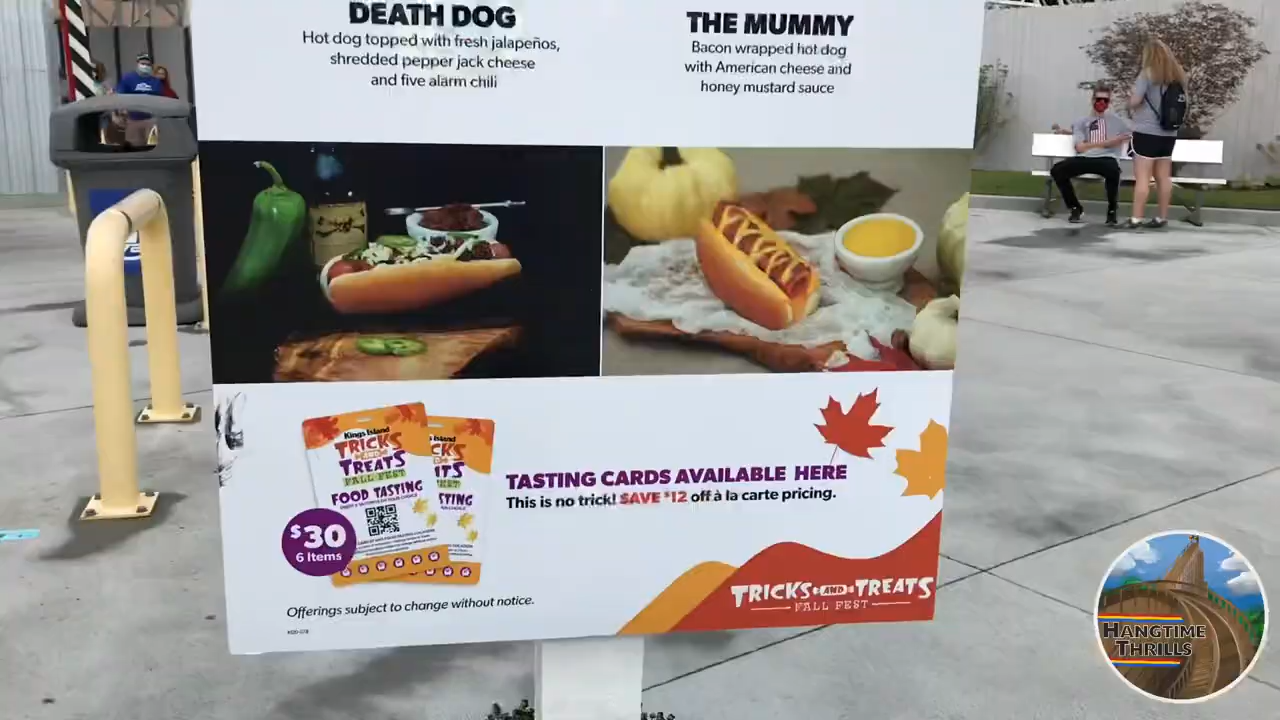 DEATH DOG
Hot dog topped with fresh jalapeños,
shredded pepper jack cheese
and five alarm chili
THE MUMMY
Bacon wrapped hot dog
with American cheese and
honey mustard sauce
Kings Island
TRICKS
AND
TREATS
FALL FEST
FOOD TASTING
$30
6 Items
TASTING CARDS AVAILABLE HERE
This is no trick! SAVE $12 off à la carte pricing.
Offerings subject to change without notice.
TRICKS AND TREATS
FALL FEST
HANGTIME
THRILLS